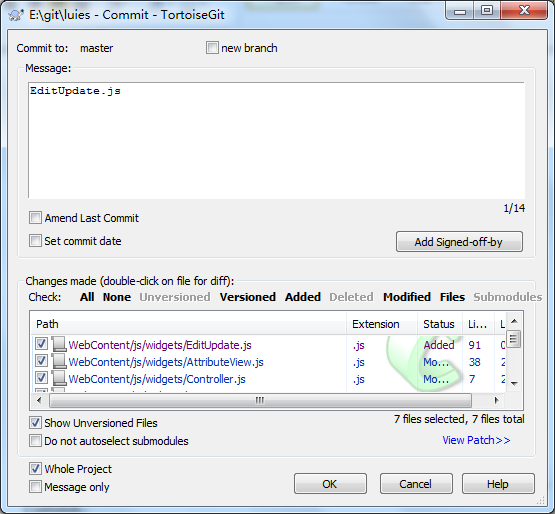 E:\git\luies - Commit - TortoiseGit
Commit to: master new branch
Message:
EditUpdate.js
1/14
Amend Last Commit
Set commit date
Add Signed-off-by
Changes made (double-click on file for diff):
Check: All None Unversioned Versioned Added Deleted Modified Files Submodules
Path Extension Status Li... L
WebContent/js/widgets/EditUpdate.js .js Added 91
WebContent/js/widgets/AttributeView.js .js Mo... 38
WebContent/js/widgets/Controller.js .js Mo... 7
Show Unversioned Files
7 files selected, 7 files total
Do not autoselect submodules
View Patch>>
Whole Project
Message only
OK Cancel Help